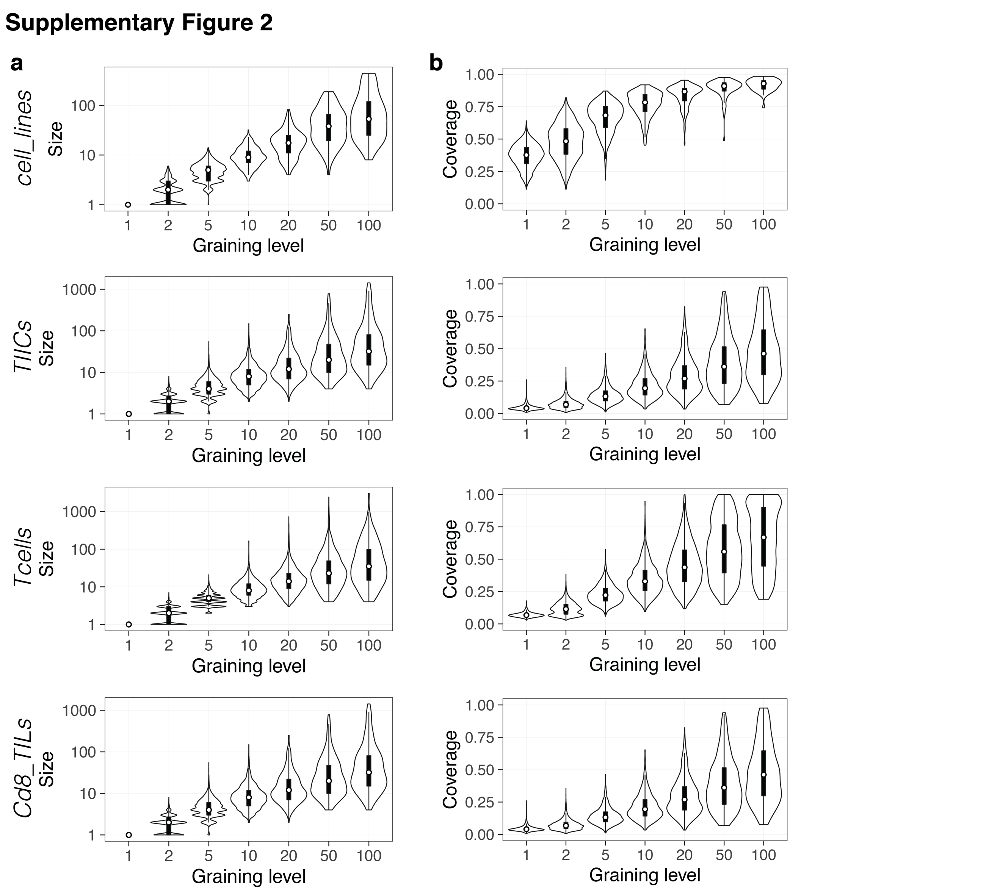 Supplementary Figure 2
a
b
cell_lines
Size
100
10
1
1 2 5 10 20 50 100
Graining level
Coverage
1.00
0.75
0.50
0.25
0.00
1 2 5 10 20 50 100
Graining level
TIICs
Size
1000
100
10
1
1 2 5 10 20 50 100
Graining level
Coverage
1.00
0.75
0.50
0.25
0.00
1 2 5 10 20 50 100
Graining level
Tcells
Size
1000
100
10
1
1 2 5 10 20 50 100
Graining level
Coverage
1.00
0.75
0.50
0.25
0.00
1 2 5 10 20 50 100
Graining level
Cd8_TILs
Size
1000
100
10
1
1 2 5 10 20 50 100
Graining level
Coverage
1.00
0.75
0.50
0.25
0.00
1 2 5 10 20 50 100
Graining level